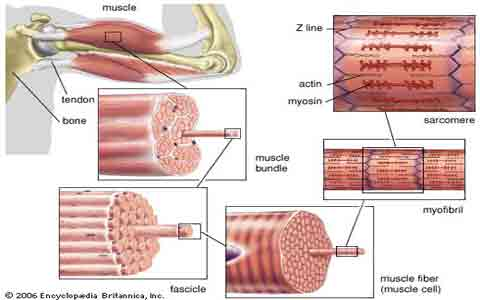 muscle
Z line
actin
myosin
sarcomere
tendon
bone
muscle
bundle
myofibril
fascicle
muscle fiber
(muscle cell)
© 2006 Encyclopædia Britannica, Inc.